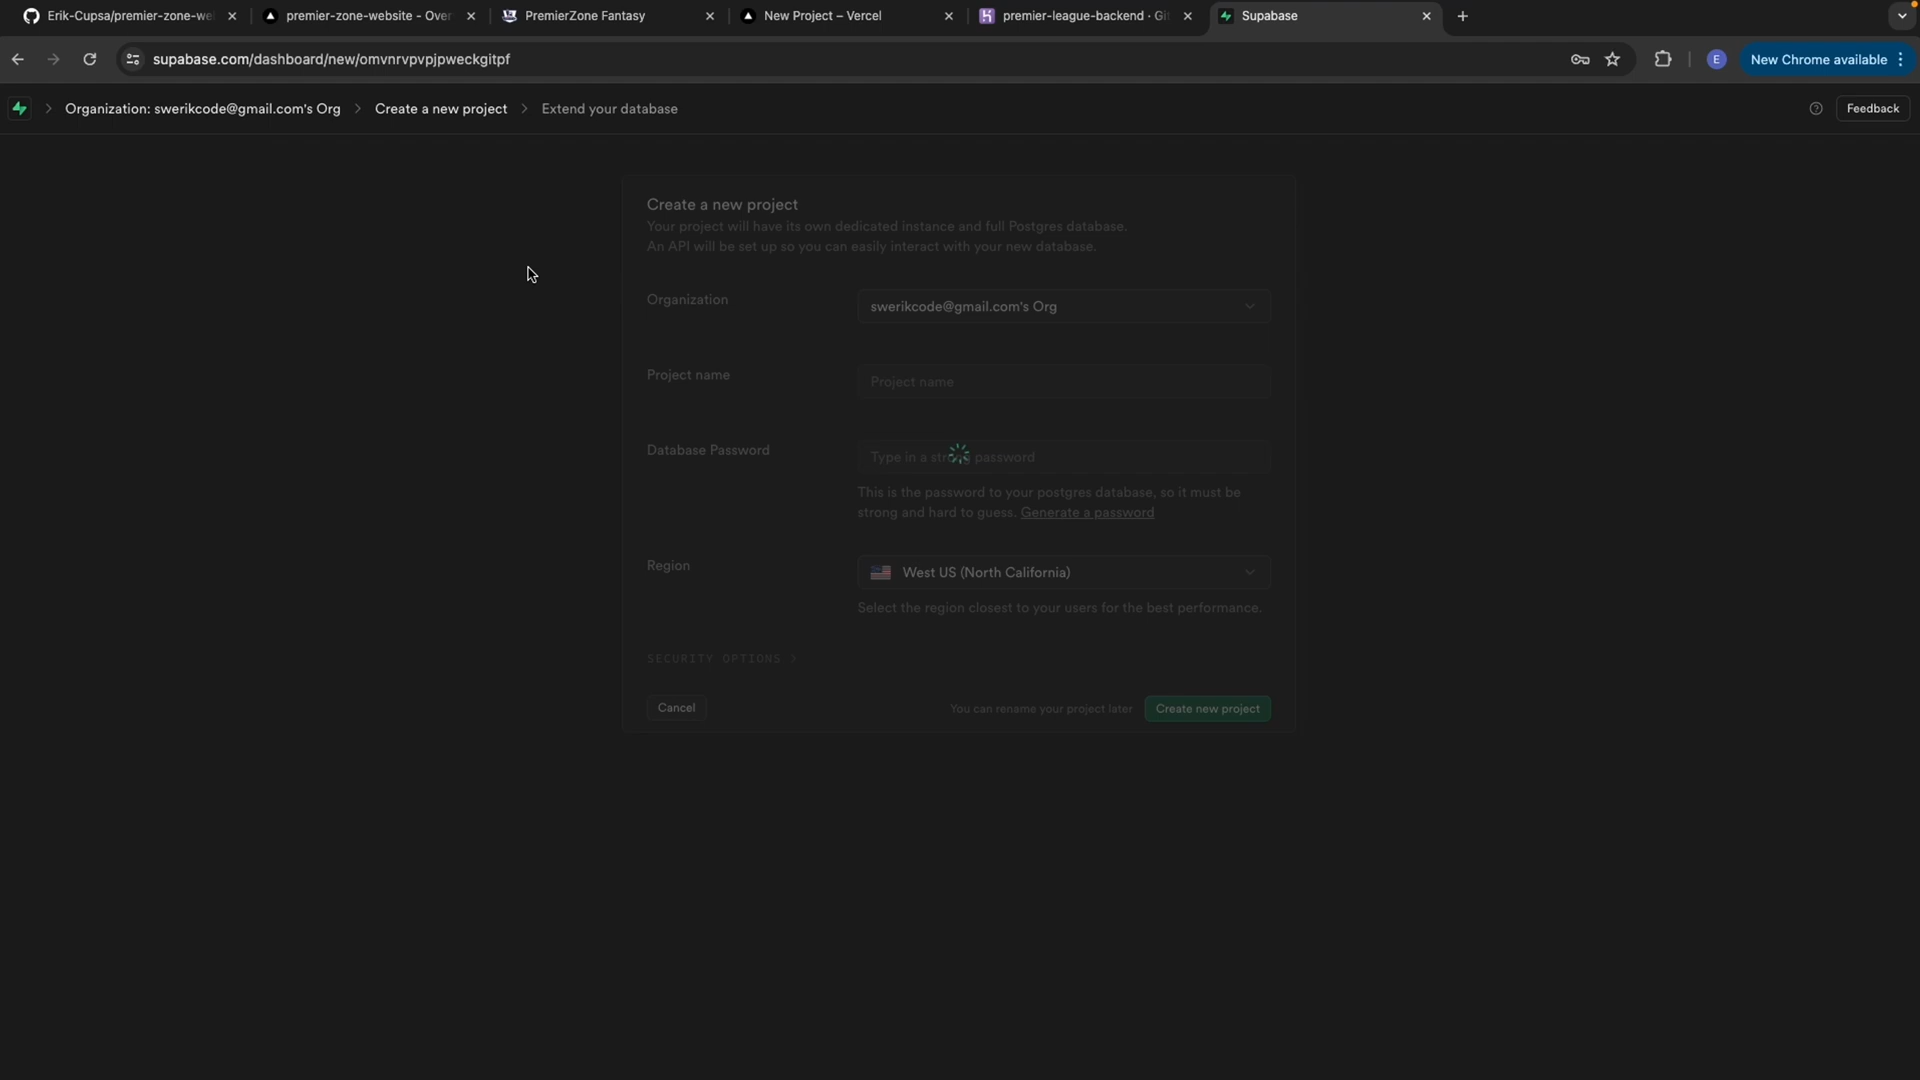 Erik-Cupsa/premier-zone-we
premier-zone-website - Over
PremierZone Fantasy
New Project – Vercel
premier-league-backend · Git
Supabase
supabase.com/dashboard/new/omvnrvpvpjpweckgitpf
E
New Chrome available
Organization: swerikcode@gmail.com's Org
Create a new project
Extend your database
Feedback
Create a new project
Your project will have its own dedicated instance and full Postgres database.
An API will be set up so you can easily interact with your new database.
Organization
swerikcode@gmail.com's Org
Project name
Project name
Database Password
Type in a strong password
This is the password to your postgres database, so it must be
strong and hard to guess. Generate a password
Region
West US (North California)
Select the region closest to your users for the best performance.
SECURITY OPTIONS
Cancel
You can rename your project later
Create new project